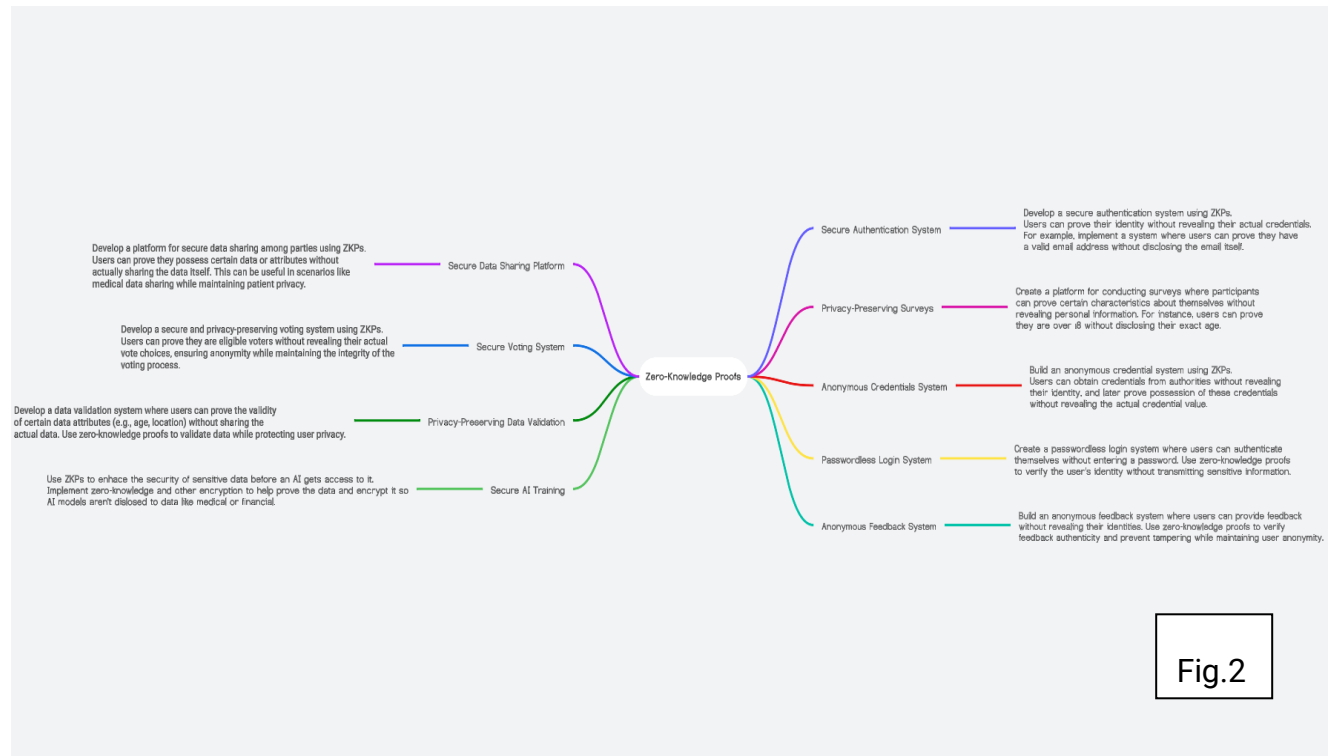 Zero-Knowledge Proofs
Secure Data Sharing Platform
Develop a platform for secure data sharing among parties using ZKPs.
Users can prove they possess certain data or attributes without
actually sharing the data itself. This can be useful in scenarios like
medical data sharing while maintaining patient privacy.
Secure Voting System
Develop a secure and privacy-preserving voting system using ZKPs.
Users can prove they are eligible voters without revealing their actual
vote choices, ensuring anonymity while maintaining the integrity of the
voting process.
Privacy-Preserving Data Validation
Develop a data validation system where users can prove the validity
of certain data attributes (e.g., age, location) without sharing the
actual data. Use zero-knowledge proofs to validate data while protecting user privacy.
Secure AI Training
Use ZKPs to enhace the security of sensitive data before an AI gets access to it.
Implement zero-knowledge and other encryption to help prove the data and encrypt it so
AI models aren't dislosed to data like medical or financial.
Secure Authentication System
Develop a secure authentication system using ZKPs.
Users can prove their identity without revealing their actual credentials.
For example, implement a system where users can prove they have
a valid email address without disclosing the email itself.
Privacy-Preserving Surveys
Create a platform for conducting surveys where participants
can prove certain characteristics about themselves without
revealing personal information. For instance, users can prove
they are over 18 without disclosing their exact age.
Anonymous Credentials System
Build an anonymous credential system using ZKPs.
Users can obtain credentials from authorities without revealing
their identity, and later prove possession of these credentials
without revealing the actual credential value.
Passwordless Login System
Create a passwordless login system where users can authenticate
themselves without entering a password. Use zero-knowledge proofs
to verify the user's identity without transmitting sensitive information.
Anonymous Feedback System
Build an anonymous feedback system where users can provide feedback
without revealing their identities. Use zero-knowledge proofs to verify
feedback authenticity and prevent tampering while maintaining user anonymity.
Fig.2